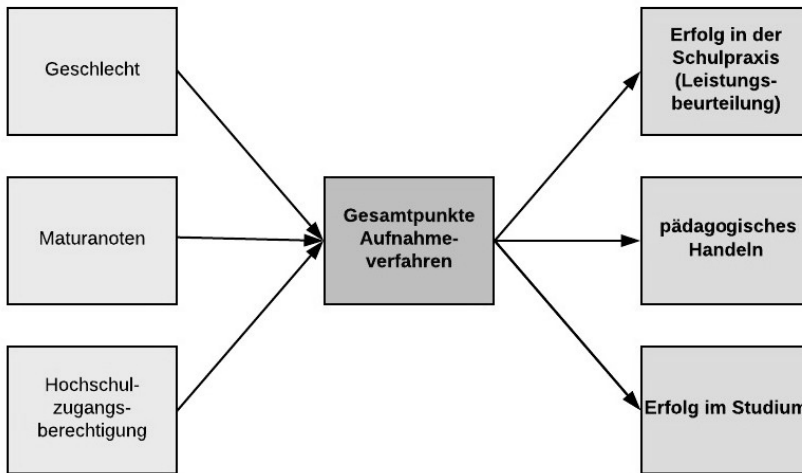 Geschlecht
Maturanoten
Hochschul-
zugangs-
berechtigung
Gesamtpunkte
Aufnahme-
verfahren
Erfolg in der
Schulpraxis
(Leistungs-
beurteilung)
pädagogisches
Handeln
Erfolg im Studium